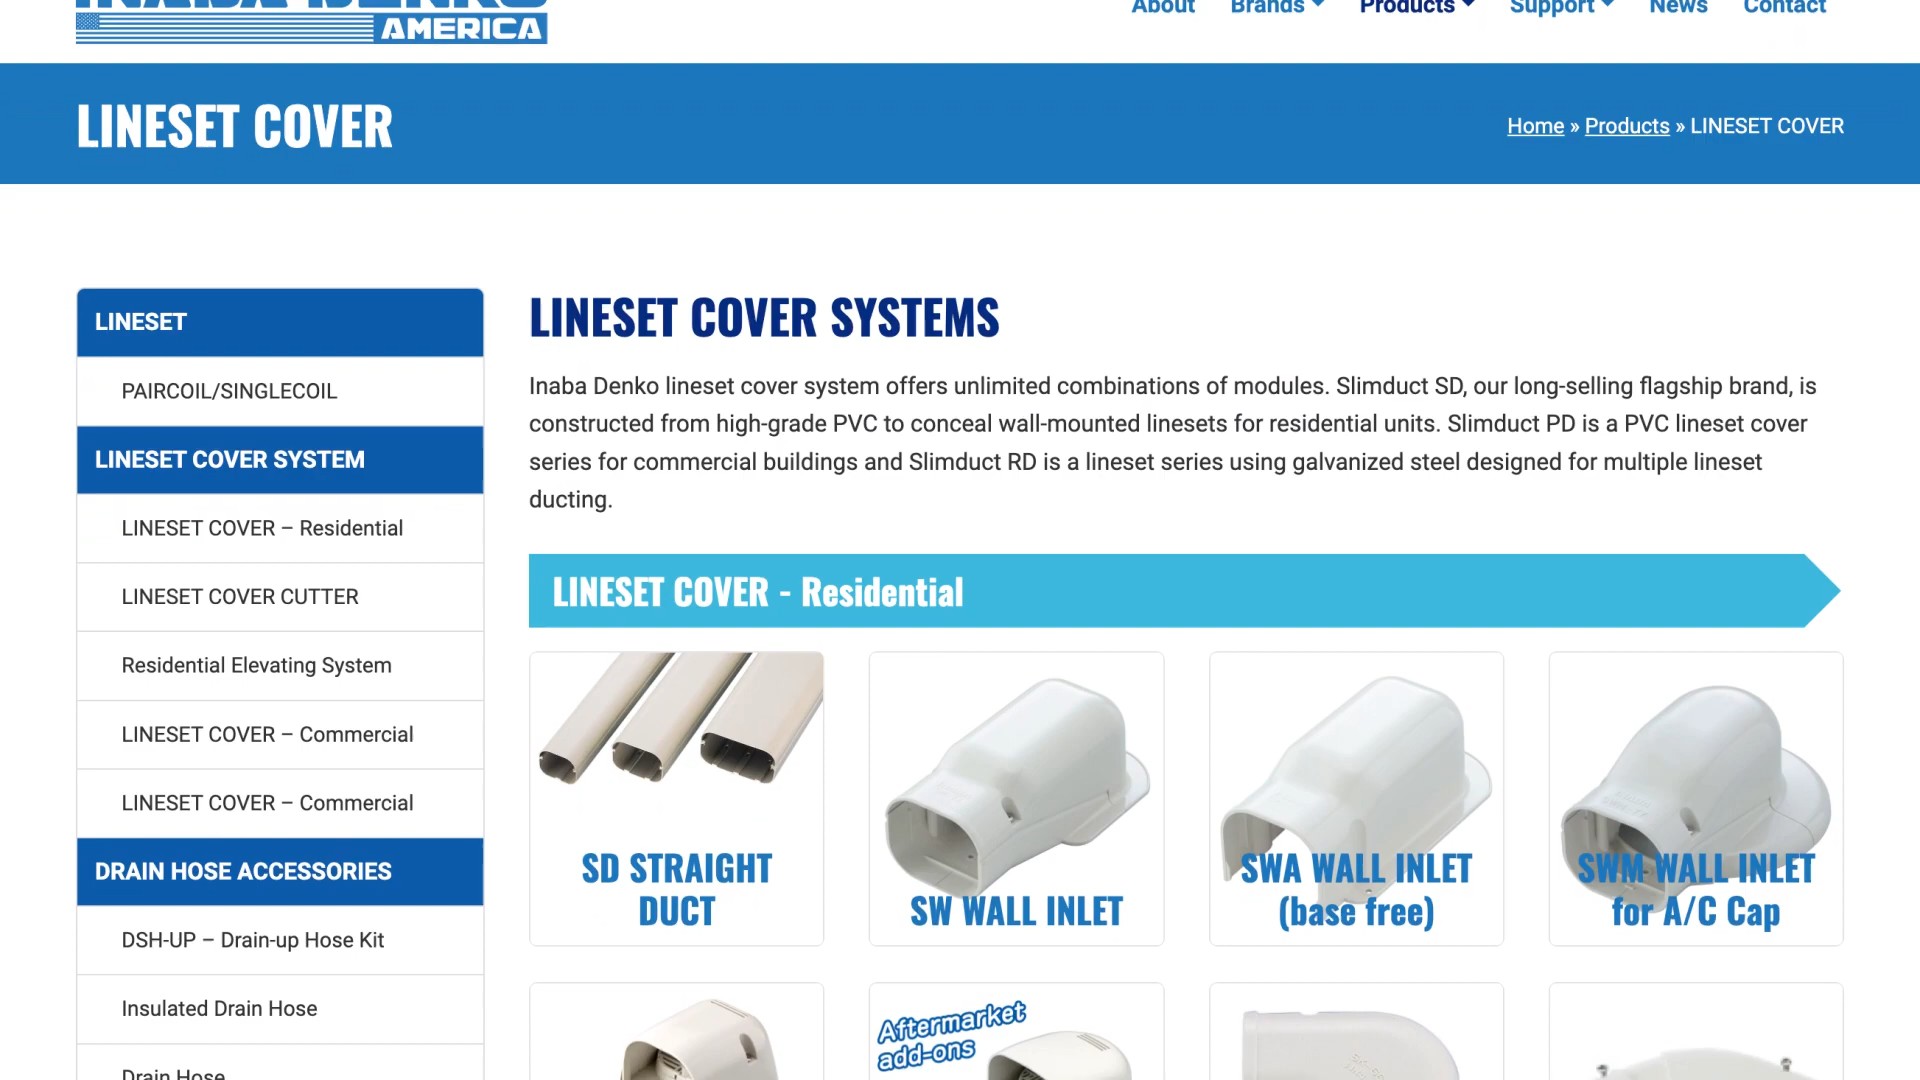 INABA DENKO
AMERICA
About
Brands
Products
Support
News
Contact
LINESET COVER
Home » Products » LINESET COVER
LINESET
PAIRCOIL/SINGLECOIL
LINESET COVER SYSTEM
LINESET COVER – Residential
LINESET COVER CUTTER
Residential Elevating System
LINESET COVER – Commercial
LINESET COVER – Commercial
DRAIN HOSE ACCESSORIES
DSH-UP – Drain-up Hose Kit
Insulated Drain Hose
Drain Hose
LINESET COVER SYSTEMS
Inaba Denko lineset cover system offers unlimited combinations of modules. Slimduct SD, our long-selling flagship brand, is
constructed from high-grade PVC to conceal wall-mounted linesets for residential units. Slimduct PD is a PVC lineset cover
series for commercial buildings and Slimduct RD is a lineset series using galvanized steel designed for multiple lineset
ducting.
LINESET COVER - Residential
SD STRAIGHT
DUCT
SW WALL INLET
SWA WALL INLET
(base free)
SWM WALL INLET
for A/C Cap
Aftermarket
add-ons